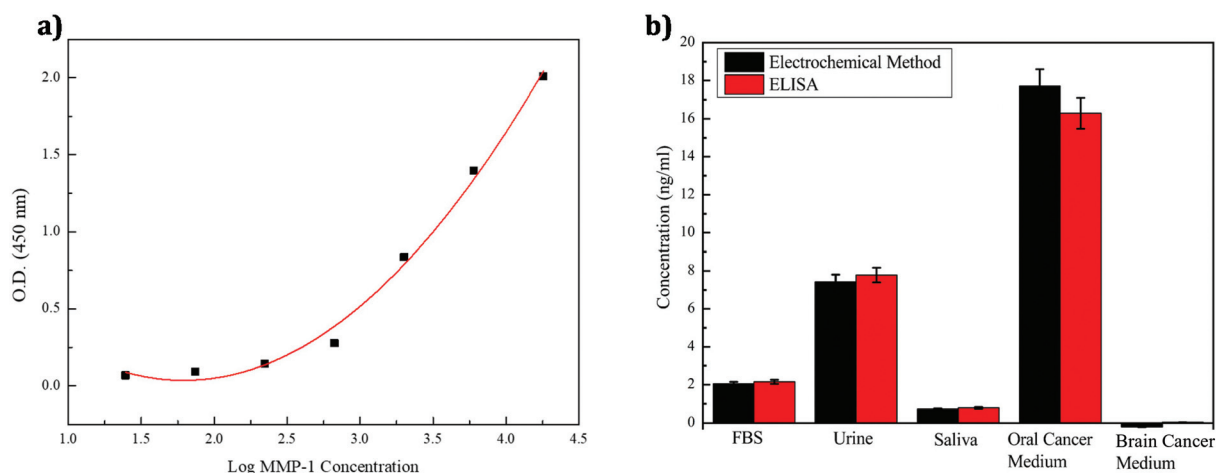 a)
2.0
1.5
1.0
0.5
0.0
O.D. (450 nm)
1.0 1.5 2.0 2.5 3.0 3.5 4.0 4.5
Log MMP-1 Concentration
b)
20
18
16
14
12
10
8
6
4
2
0
Concentration (ng/ml)
Electrochemical Method
ELISA
FBS Urine Saliva Oral Cancer Brain Cancer
Medium Medium